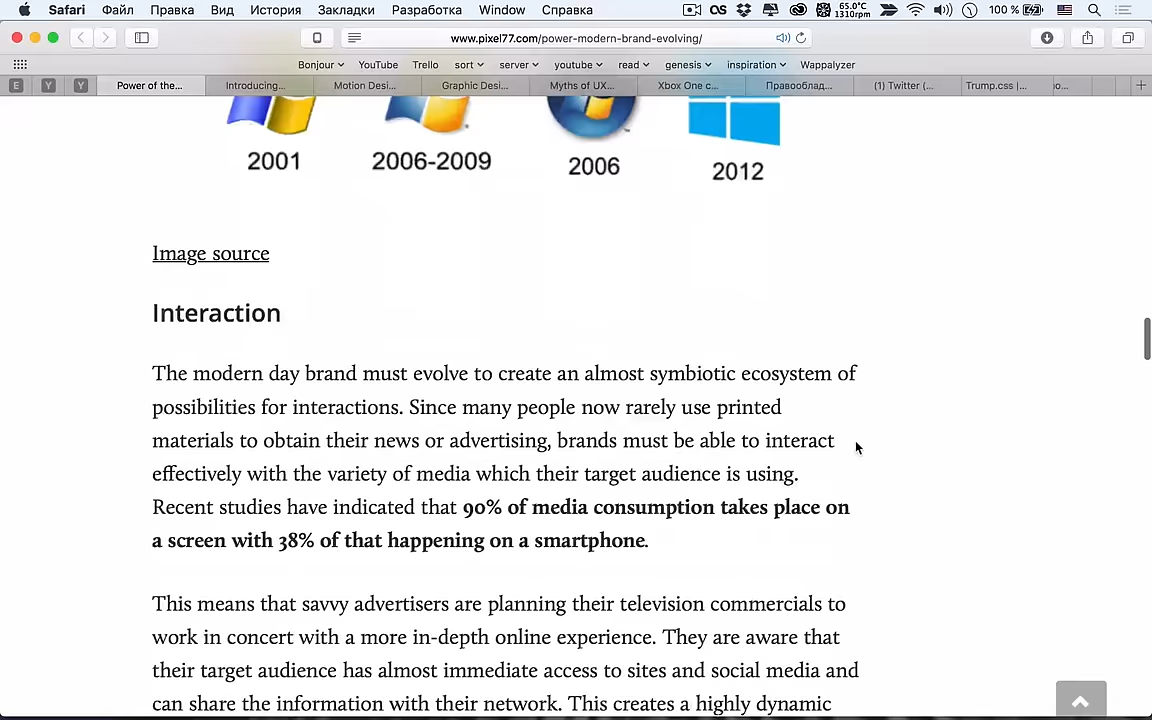 Safari Файл Правка Вид История Закладки Разработка Window Справка 65.0°C 1310rpm 100 %
www.pixel77.com/power-modern-brand-evolving/
Bonjour YouTube Trello sort server youtube read genesis inspiration Wappalyzer
E Y Y Power of the... Introducing... Motion Desi... Graphic Desi... Myths of UX... Xbox One c... Правооблад... (1) Twitter (... Trump.css |... ю...
2001 2006-2009 2006 2012
Image source
Interaction
The modern day brand must evolve to create an almost symbiotic ecosystem of
possibilities for interactions. Since many people now rarely use printed
materials to obtain their news or advertising, brands must be able to interact
effectively with the variety of media which their target audience is using.
Recent studies have indicated that 90% of media consumption takes place on
a screen with 38% of that happening on a smartphone.
This means that savvy advertisers are planning their television commercials to
work in concert with a more in-depth online experience. They are aware that
their target audience has almost immediate access to sites and social media and
can share the information with their network. This creates a highly dynamic